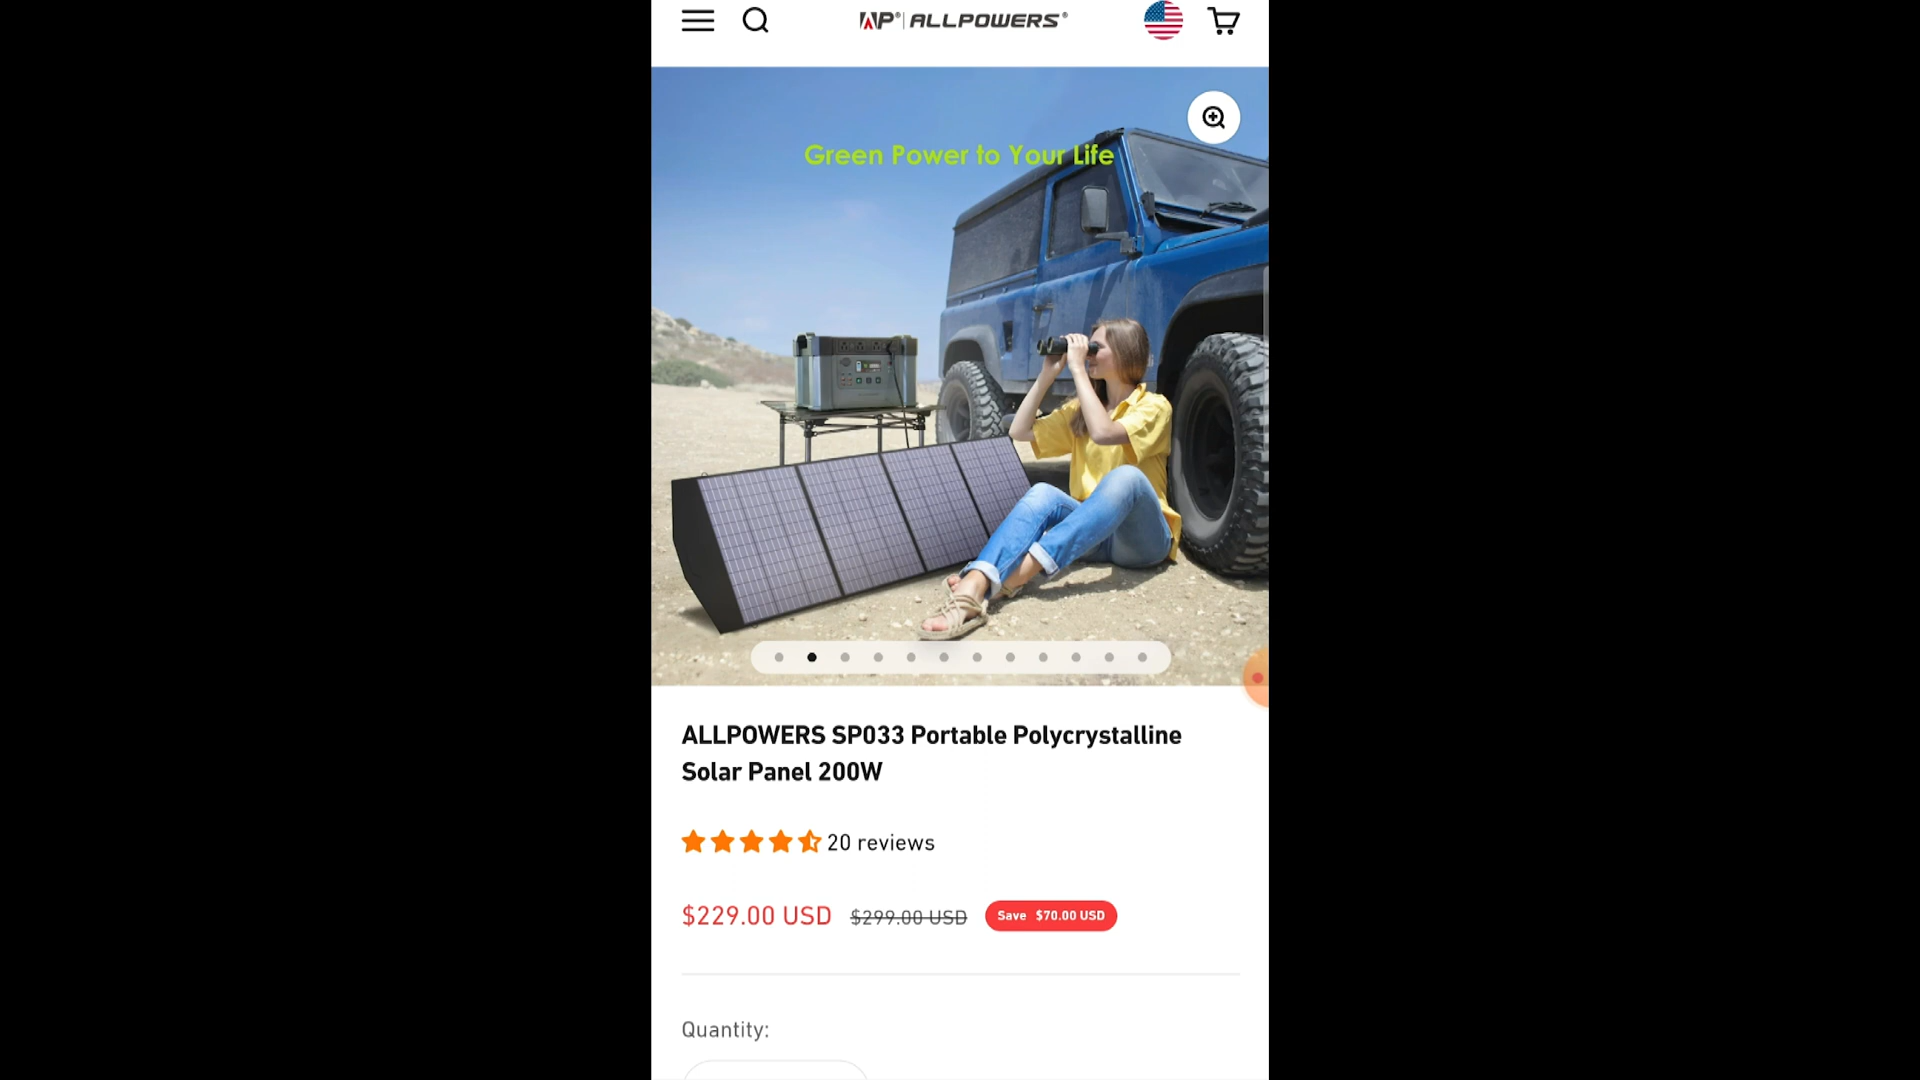 AP® | ALLPOWERS®
Green Power to Your Life
ALLPOWERS SP033 Portable Polycrystalline
Solar Panel 200W
20 reviews
$229.00 USD $299.00 USD Save $70.00 USD
Quantity: